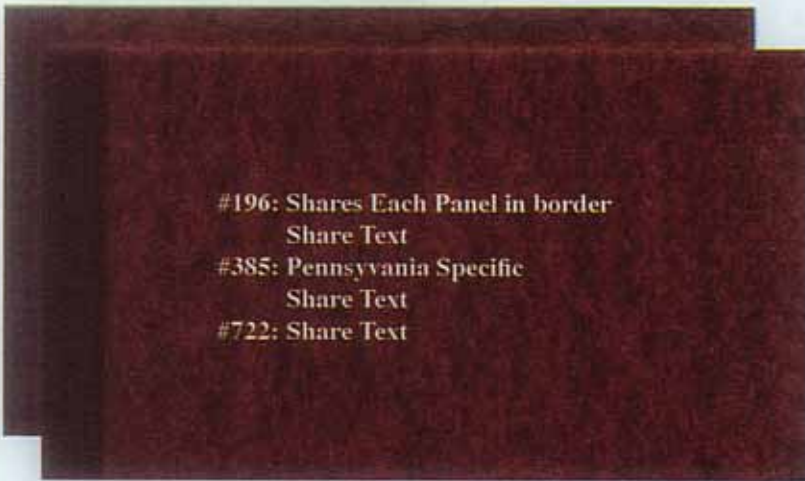 #196: Shares Each Panel in border
Share Text
#385: Pennsyvania Specific
Share Text
#722: Share Text